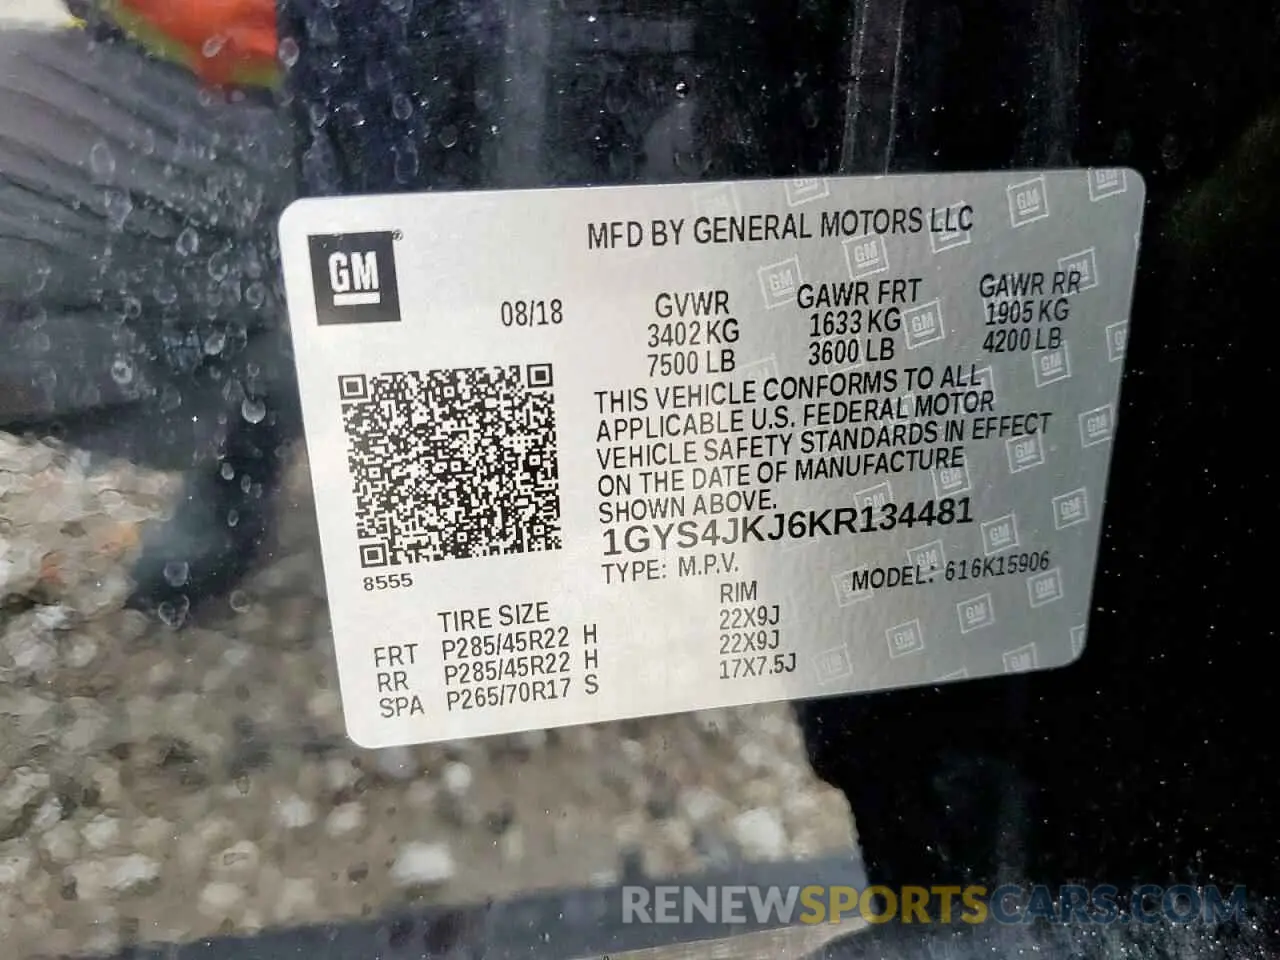 GM
MFD BY GENERAL MOTORS LLC
08/18
GVWR GAWR FRT GAWR RR
3402 KG 1633 KG 1905 KG
7500 LB 3600 LB 4200 LB
THIS VEHICLE CONFORMS TO ALL
APPLICABLE U.S. FEDERAL MOTOR
VEHICLE SAFETY STANDARDS IN EFFECT
ON THE DATE OF MANUFACTURE
SHOWN ABOVE.
1GYS4JKJ6KR134481
TYPE: M.P.V. MODEL: 616K15906
8555
TIRE SIZE RIM
FRT P285/45R22 H 22X9J
RR P285/45R22 H 22X9J
SPA P265/70R17 S 17X7.5J
RENEWSPORTSCARS.COM